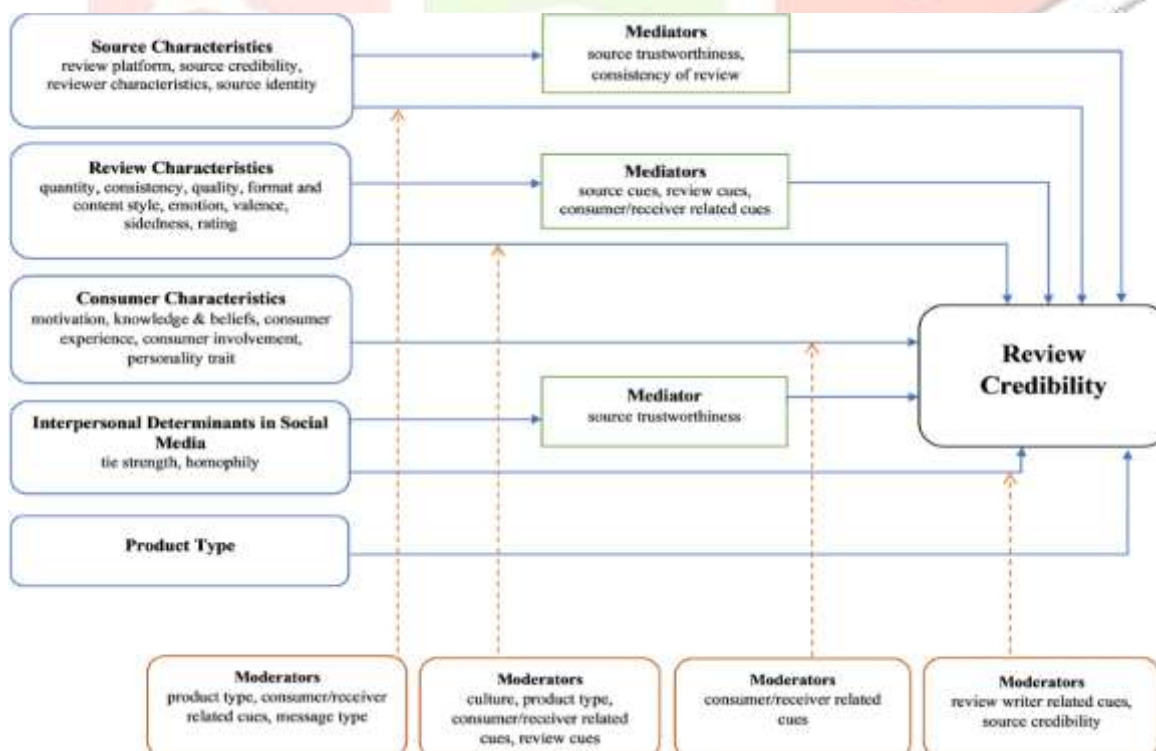 Source Characteristics
review platform, source credibility,
reviewer characteristics, source identity
Mediators
source trustworthiness,
consistency of review
Review Characteristics
quantity, consistency, quality, format and
content style, emotion, valence,
sidedness, rating
Mediators
source cues, review cues,
consumer/receiver related cues
Consumer Characteristics
motivation, knowledge & beliefs, consumer
experience, consumer involvement,
personality trait
Review
Credibility
Interpersonal Determinants in Social
Media
tie strength, homophily
Mediator
source trustworthiness
Product Type
Moderators
product type, consumer/receiver
related cues, message type
Moderators
culture, product type,
consumer/receiver related
cues, review cues
Moderators
consumer/receiver related
cues
Moderators
review writer related cues,
source credibility